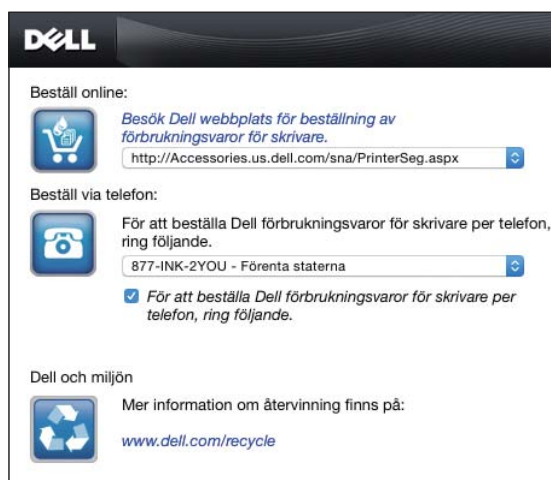 DELL
Beställ online:
Besök Dell webbplats för beställning av
förbrukningsvaror för skrivare.
http://Accessories.us.dell.com/sna/PrinterSeg.aspx
Beställ via telefon:
För att beställa Dell förbrukningsvaror för skrivare per telefon,
ring följande.
877-INK-2YOU - Förenta staterna
För att beställa Dell förbrukningsvaror för skrivare per
telefon, ring följande.
Dell och miljön
Mer information om återvinning finns på:
www.dell.com/recycle